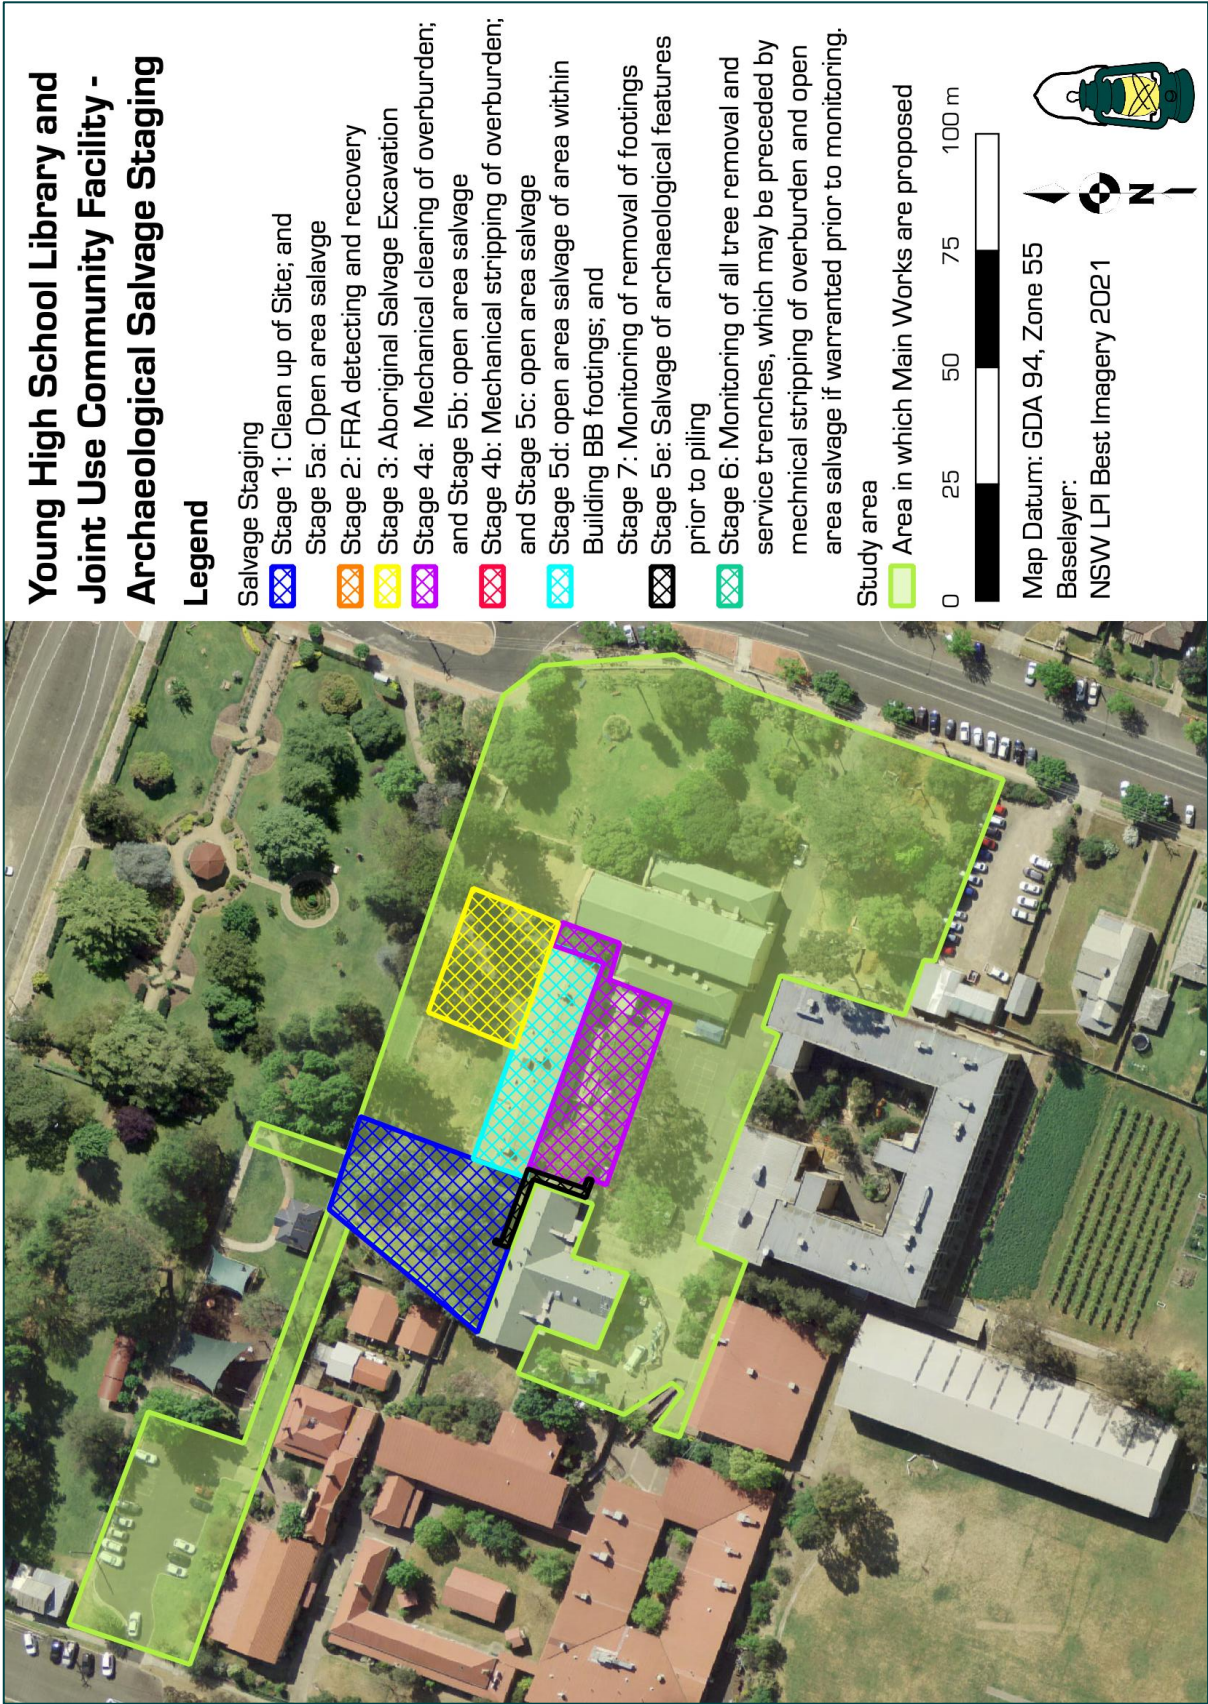 Young High School Library and
Joint Use Community Facility -
Archaeological Salvage Staging
Legend
Salvage Staging
Stage 1: Clean up of Site; and
Stage 5a: Open area salavge
Stage 2: FRA detecting and recovery
Stage 3: Aboriginal Salvage Excavation
Stage 4a: Mechanical clearing of overburden;
and Stage 5b: open area salvage
Stage 4b: Mechanical stripping of overburden;
and Stage 5c: open area salvage
Stage 5d: open area salvage of area within
Building BB footings; and
Stage 7: Monitoring of removal of footings
Stage 5e: Salvage of archaeological features
prior to piling
Stage 6: Monitoring of all tree removal and
service trenches, which may be preceded by
mechnical stripping of overburden and open
area salvage if warranted prior to monitoring.
Study area
Area in which Main Works are proposed
0 25 50 75 100 m
Map Datum: GDA 94, Zone 55
Baselayer:
NSW LPI Best Imagery 2021
N